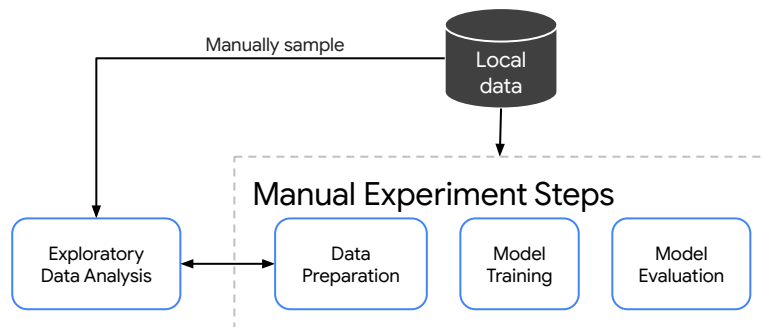 Manually sample
Local
data
Manual Experiment Steps
Exploratory
Data Analysis
Data
Preparation
Model
Training
Model
Evaluation